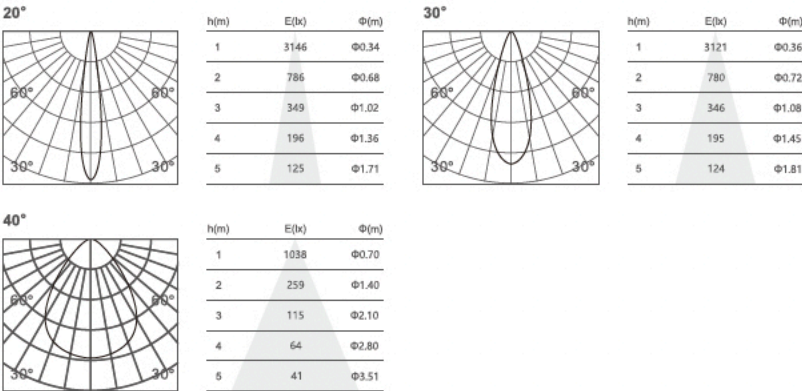 20°
60° 60°
30° 30°
h(m) E(lx) Φ(m)
1 3146 Φ0.34
2 786 Φ0.68
3 349 Φ1.02
4 196 Φ1.36
5 125 Φ1.71
30°
60° 60°
30° 30°
h(m) E(lx) Φ(m)
1 3121 Φ0.36
2 780 Φ0.72
3 346 Φ1.08
4 195 Φ1.45
5 124 Φ1.81
40°
60° 60°
30° 30°
h(m) E(lx) Φ(m)
1 1038 Φ0.70
2 259 Φ1.40
3 115 Φ2.10
4 64 Φ2.80
5 41 Φ3.51